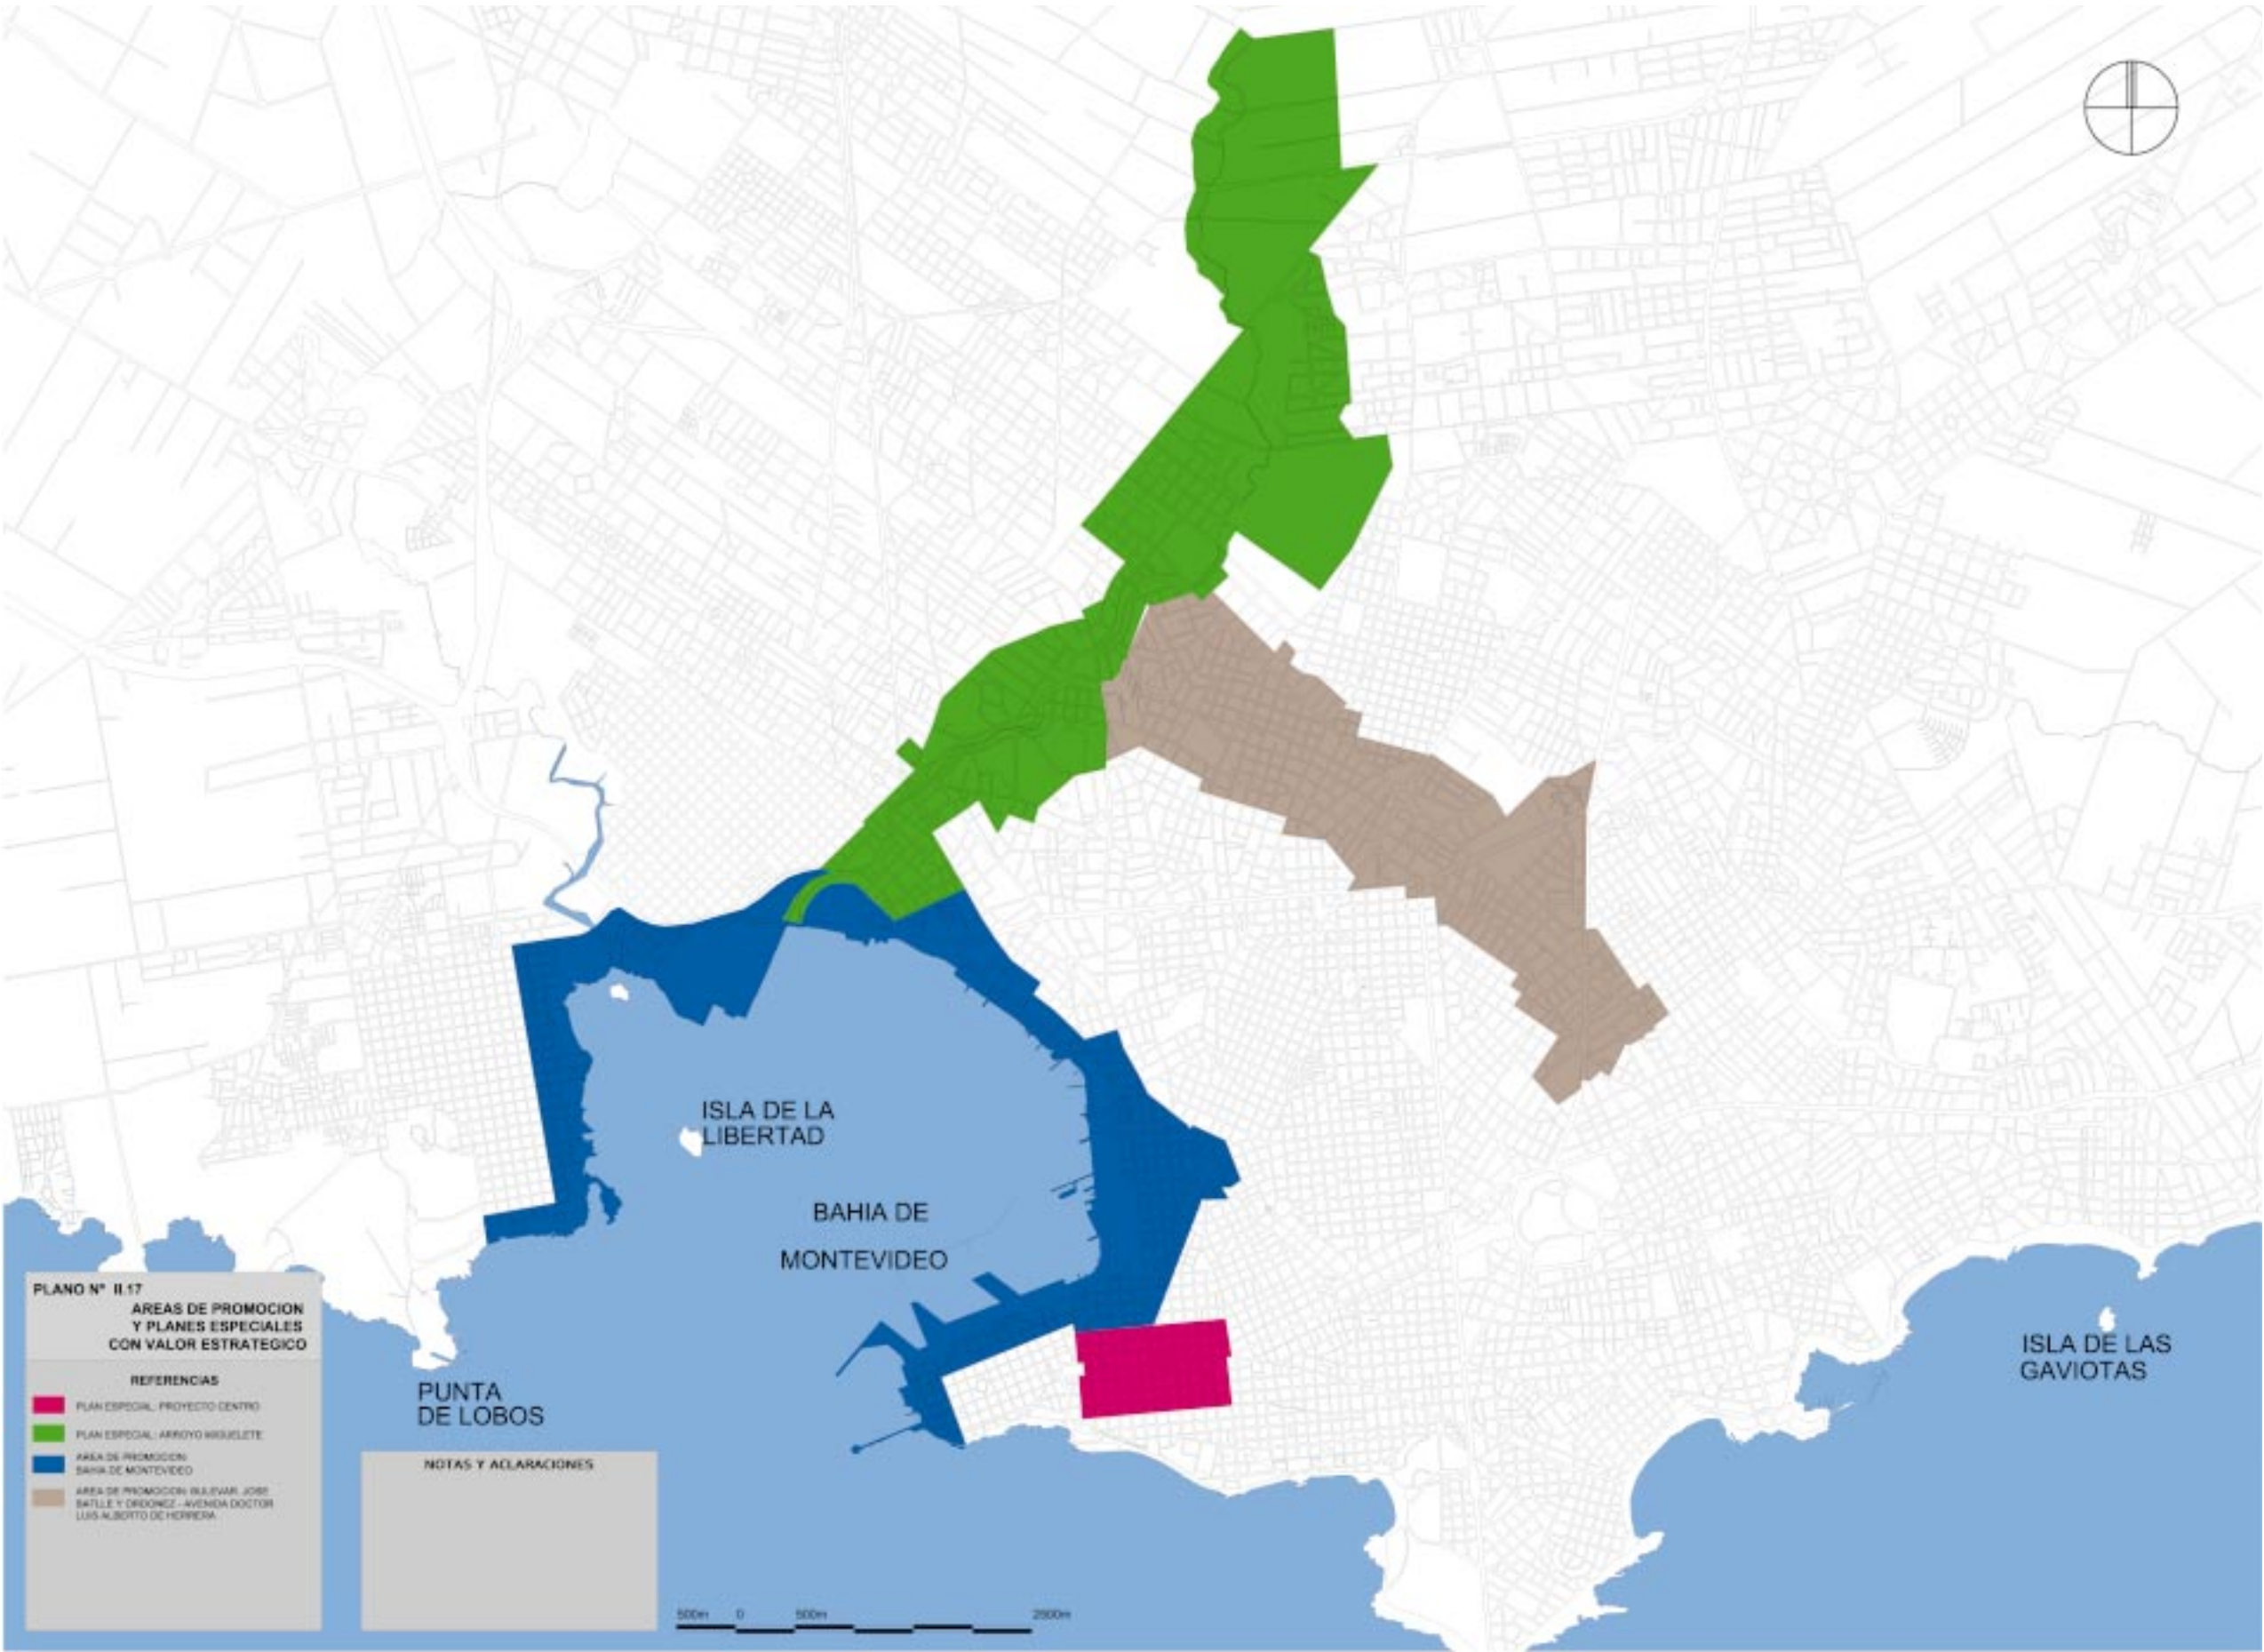 ISLA DE LA
LIBERTAD
BAHIA DE
MONTEVIDEO
ISLA DE LAS
GAVIOTAS
PUNTA
DE LOBOS
PLANO Nº II.17
AREAS DE PROMOCION
Y PLANES ESPECIALES
CON VALOR ESTRATEGICO
REFERENCIAS
PLAN ESPECIAL: PROYECTO CENTRO
PLAN ESPECIAL: ARROYO MIGUELETE
AREA DE PROMOCION:
BAHIA DE MONTEVIDEO
AREA DE PROMOCION: BULEVAR JOSE
BATLLE Y ORDONEZ - AVENIDA DOCTOR
LUIS ALBERTO DE HERRERA
NOTAS Y ACLARACIONES
500m 0 500m 2500m